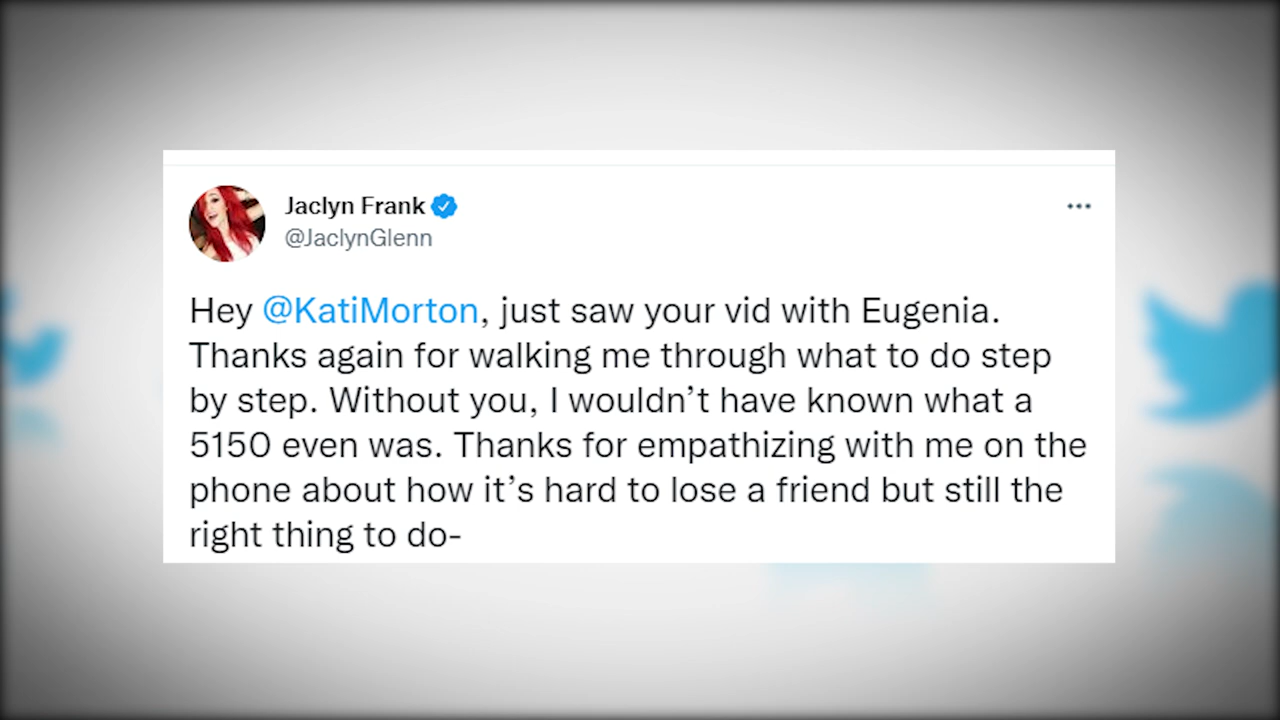 Jaclyn Frank
@JaclynGlenn
Hey @KatiMorton, just saw your vid with Eugenia.
Thanks again for walking me through what to do step
by step. Without you, I wouldn’t have known what a
5150 even was. Thanks for empathizing with me on the
phone about how it’s hard to lose a friend but still the
right thing to do-